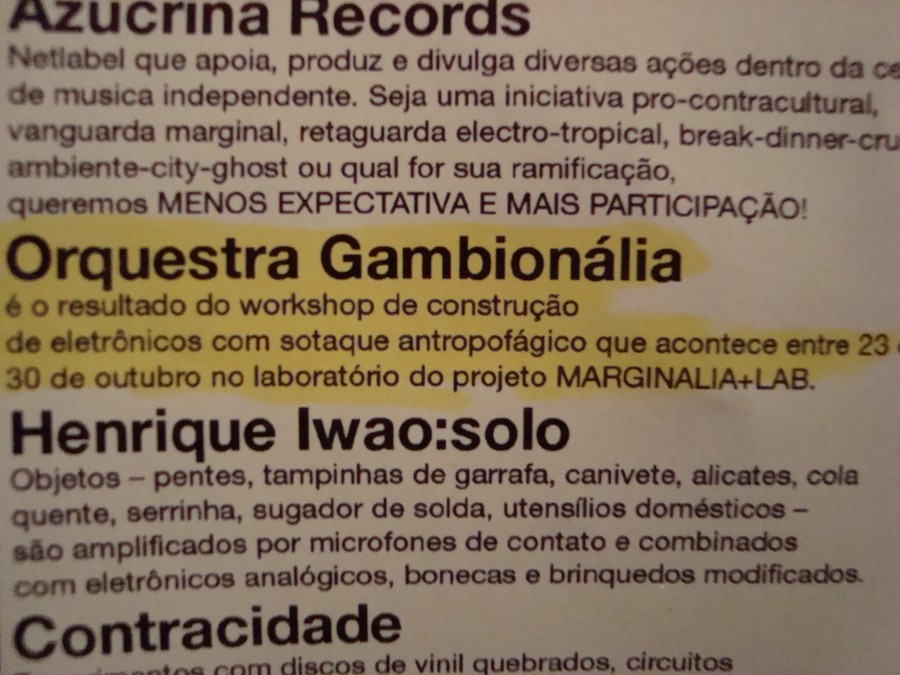 Azucrina Records
Netlabel que apoia, produz e divulga diversas ações dentro da
de musica independente. Seja uma iniciativa pro-contracultural,
vanguarda marginal, retaguarda electro-tropical, break-dinner-
ambiente-city-ghost ou qual for sua ramificação,
queremos MENOS EXPECTATIVA E MAIS PARTICIPAÇÃO!
Orquestra Gambionália
é o resultado do workshop de construção
de eletrônicos com sotaque antropofágico que acontece entre 23
30 de outubro no laboratório do projeto MARGINALIA+LAB.
Henrique Iwao:solo
Objetos – pentes, tampinhas de garrafa, canivete, alicates, cola
quente, serrinha, sugador de solda, utensílios domésticos –
são amplificados por microfones de contato e combinados
com eletrônicos analógicos, bonecas e brinquedos modificados.
Contracidade
com discos de vinil quebrados, circuitos